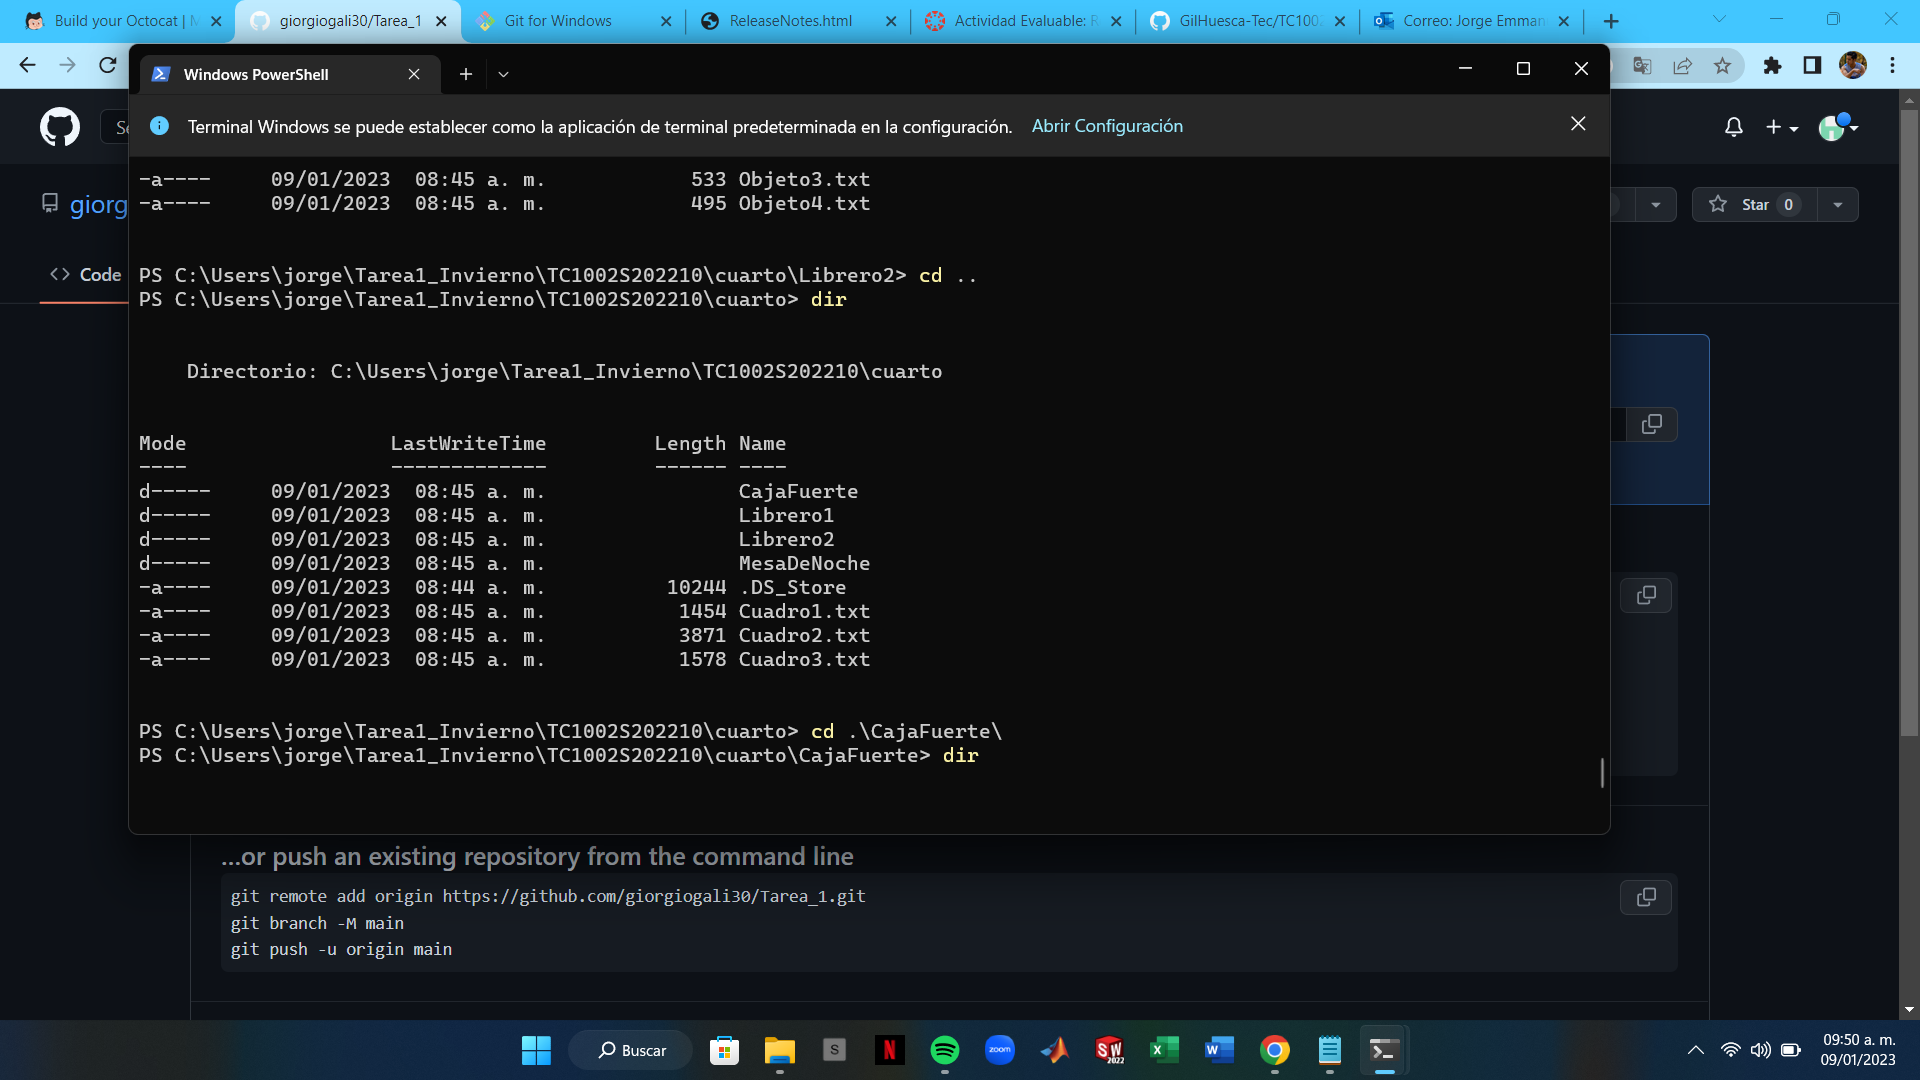 Build your Octocat | M
giorgiogali30/Tarea_1
Git for Windows
ReleaseNotes.html
Actividad Evaluable: R
GilHuesca-Tec/TC1002
Correo: Jorge Emman
Windows PowerShell
Terminal Windows se puede establecer como la aplicación de terminal predeterminada en la configuración. Abrir Configuración
Se
giorg
Star 0
<> Code
-a---- 09/01/2023 08:45 a. m. 533 Objeto3.txt
-a---- 09/01/2023 08:45 a. m. 495 Objeto4.txt
PS C:\Users\jorge\Tarea1_Invierno\TC1002S202210\cuarto\Librero2> cd ..
PS C:\Users\jorge\Tarea1_Invierno\TC1002S202210\cuarto> dir
Directorio: C:\Users\jorge\Tarea1_Invierno\TC1002S202210\cuarto
Mode LastWriteTime Length Name
---- ------------- ------ ----
d----- 09/01/2023 08:45 a. m. CajaFuerte
d----- 09/01/2023 08:45 a. m. Librero1
d----- 09/01/2023 08:45 a. m. Librero2
d----- 09/01/2023 08:45 a. m. MesaDeNoche
-a---- 09/01/2023 08:44 a. m. 10244 .DS_Store
-a---- 09/01/2023 08:45 a. m. 1454 Cuadro1.txt
-a---- 09/01/2023 08:45 a. m. 3871 Cuadro2.txt
-a---- 09/01/2023 08:45 a. m. 1578 Cuadro3.txt
PS C:\Users\jorge\Tarea1_Invierno\TC1002S202210\cuarto> cd .\CajaFuerte\
PS C:\Users\jorge\Tarea1_Invierno\TC1002S202210\cuarto\CajaFuerte> dir
...or push an existing repository from the command line
git remote add origin https://github.com/giorgiogali30/Tarea_1.git
git branch -M main
git push -u origin main
Buscar
S
N
zoom
SW
2022
X
W
09:50 a. m.
09/01/2023